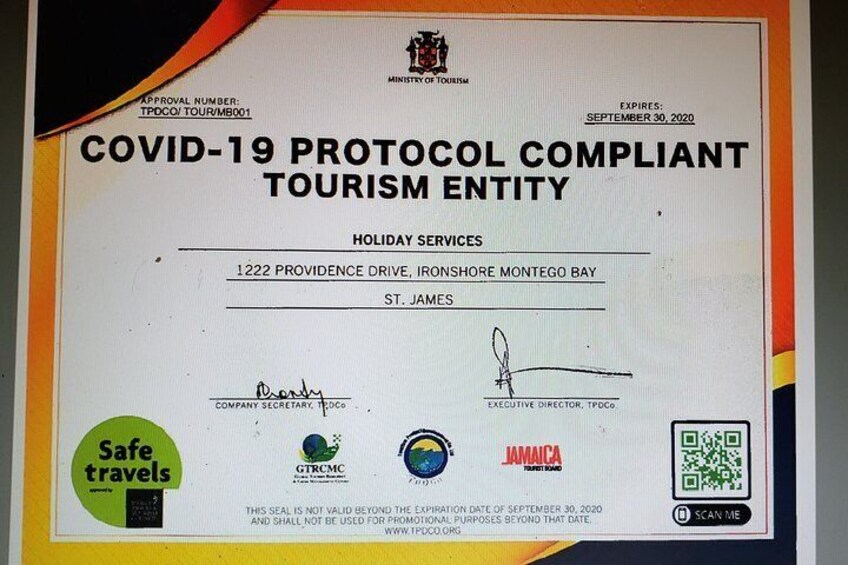 MINISTRY OF TOURISM
APPROVAL NUMBER:
TPDCO/ TOUR/MB001
EXPIRES:
SEPTEMBER 30, 2020
COVID-19 PROTOCOL COMPLIANT
TOURISM ENTITY
HOLIDAY SERVICES
1222 PROVIDENCE DRIVE, IRONSHORE MONTEGO BAY
ST. JAMES
COMPANY SECRETARY, TPDCo
EXECUTIVE DIRECTOR, TPDCo.
Safe
travels
GTRCMC
TPDCo
JAMAICA
TOURIST BOARD
SCAN ME
THIS SEAL IS NOT VALID BEYOND THE EXPIRATION DATE OF SEPTEMBER 30, 2020
AND SHALL NOT BE USED FOR PROMOTIONAL PURPOSES BEYOND THAT DATE.
WWW.TPDCO.ORG